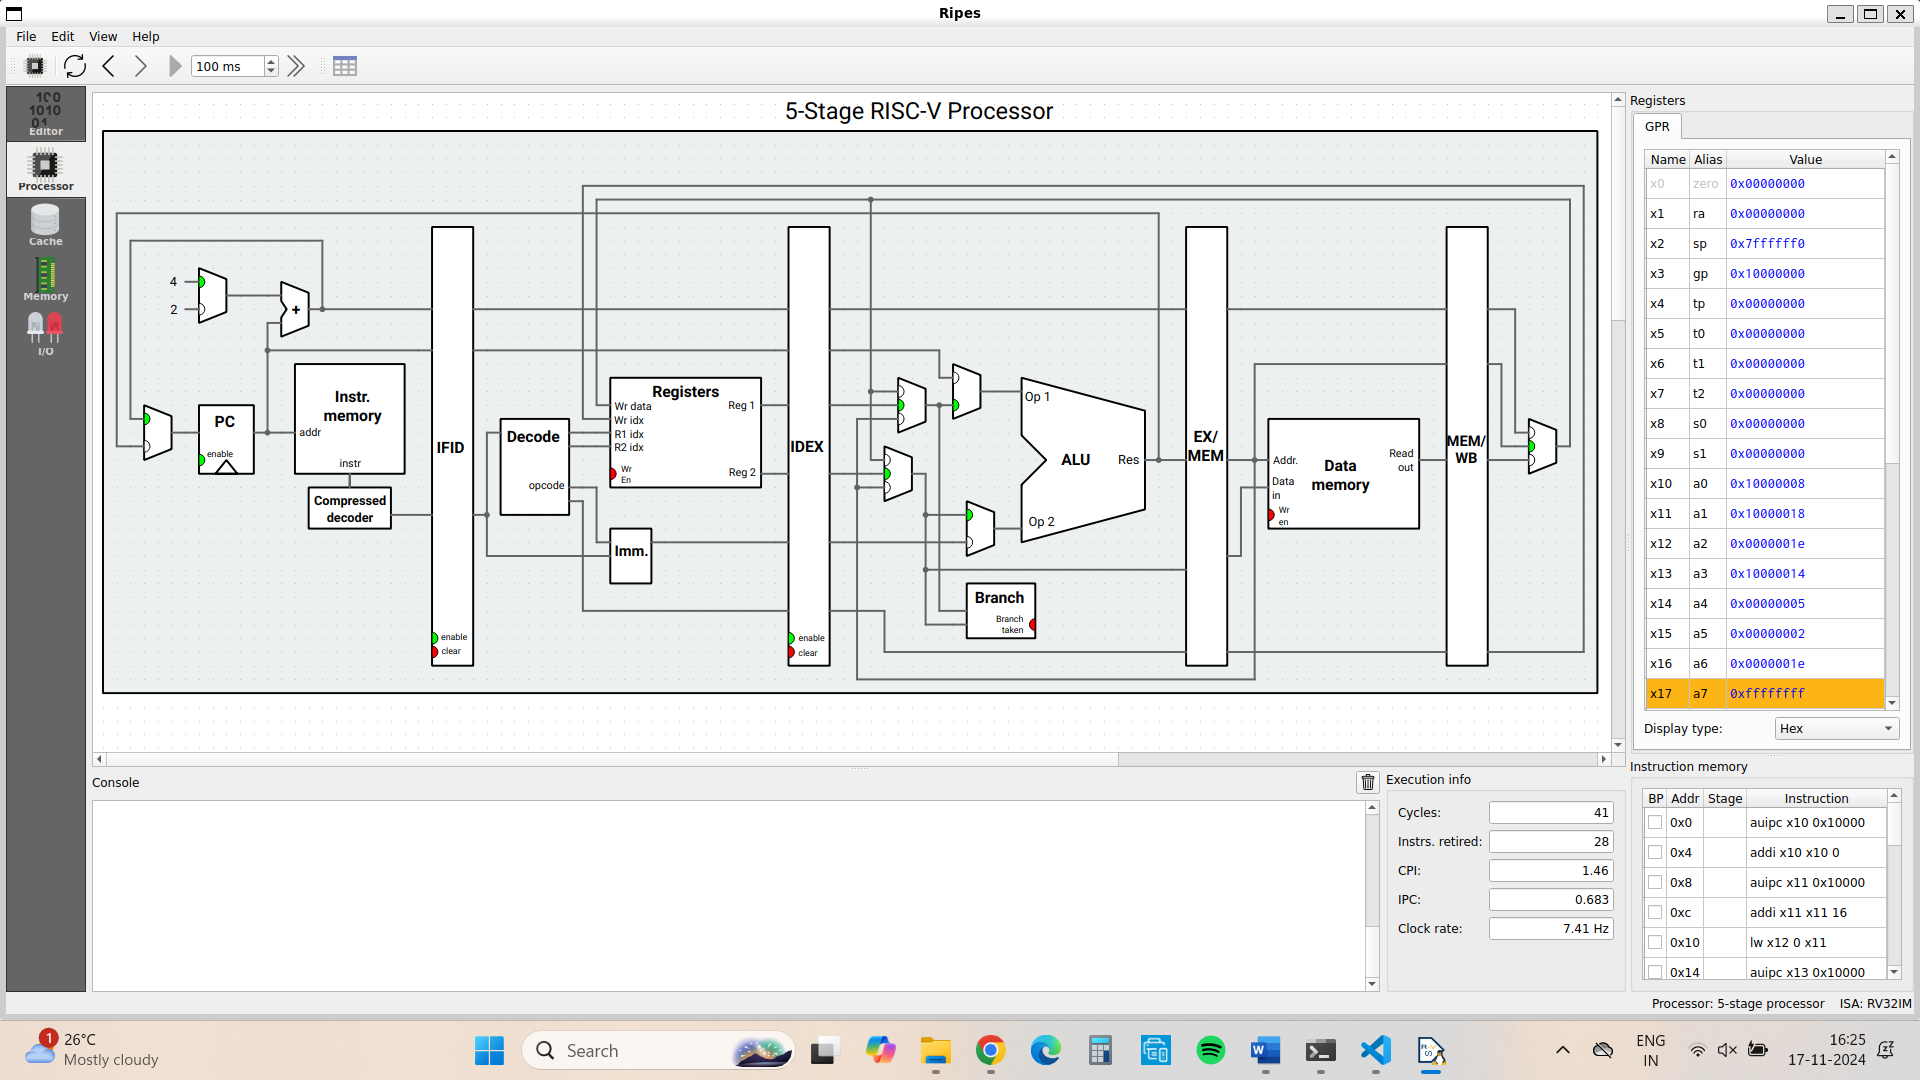 Ripes
File Edit View Help
100 ms
Editor
Processor
Cache
Memory
I/O
5-Stage RISC-V Processor
4
2
+
PC
enable
Instr.
memory
addr
instr
Compressed
decoder
IFID
enable
clear
Decode
opcode
Registers
Wr data
Wr idx
R1 idx
R2 idx
Wr
En
Reg 1
Reg 2
Imm.
IDEX
enable
clear
Op 1
ALU
Res
Op 2
Branch
Branch
taken
EX/
MEM
Addr.
Data
in
Wr
en
Data
memory
Read
out
MEM/
WB
Registers
GPR
Name Alias Value
x0 zero 0x00000000
x1 ra 0x00000000
x2 sp 0x7ffffff0
x3 gp 0x10000000
x4 tp 0x00000000
x5 t0 0x00000000
x6 t1 0x00000000
x7 t2 0x00000000
x8 s0 0x00000000
x9 s1 0x00000000
x10 a0 0x10000008
x11 a1 0x10000018
x12 a2 0x0000001e
x13 a3 0x10000014
x14 a4 0x00000005
x15 a5 0x00000002
x16 a6 0x0000001e
x17 a7 0xffffffff
Display type: Hex
Console
Execution info
Cycles: 41
Instrs. retired: 28
CPI: 1.46
IPC: 0.683
Clock rate: 7.41 Hz
Instruction memory
BP Addr Stage Instruction
0x0 auipc x10 0x10000
0x4 addi x10 x10 0
0x8 auipc x11 0x10000
0xc addi x11 x11 16
0x10 lw x12 0 x11
0x14 auipc x13 0x10000
Processor: 5-stage processor ISA: RV32IM
1
26°C
Mostly cloudy
Search
ENG
IN
16:25
17-11-2024